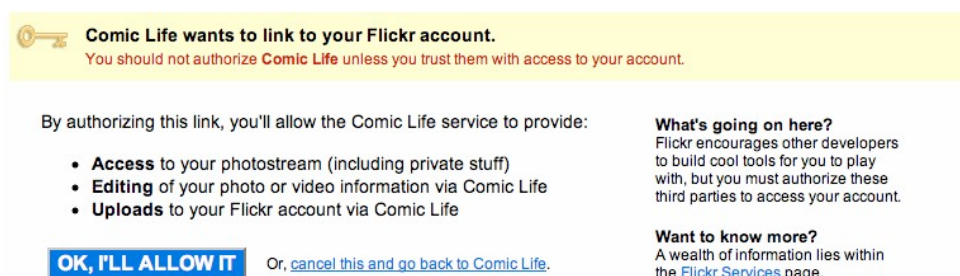 Comic Life wants to link to your Flickr account.
You should not authorize Comic Life unless you trust them with access to your account.
By authorizing this link, you'll allow the Comic Life service to provide:
• Access to your photostream (including private stuff)
• Editing of your photo or video information via Comic Life
• Uploads to your Flickr account via Comic Life
OK, I'LL ALLOW IT Or, cancel this and go back to Comic Life.
What's going on here?
Flickr encourages other developers
to build cool tools for you to play
with, but you must authorize these
third parties to access your account.
Want to know more?
A wealth of information lies within
the Flickr Services page